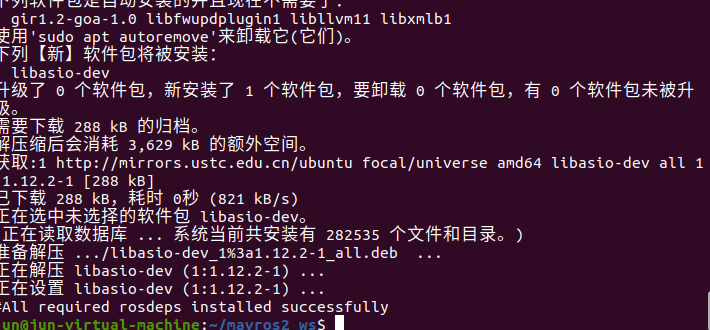 下列软件包是自动安装的并且现在不需要了：
  gir1.2-goa-1.0 libfwupdplugin1 libllvm11 libxmlb1
使用'sudo apt autoremove'来卸载它(它们)。
下列【新】软件包将被安装：
  libasio-dev
升级了 0 个软件包，新安装了 1 个软件包，要卸载 0 个软件包，有 0 个软件包未被升
级。
需要下载 288 kB 的归档。
解压缩后会消耗 3,629 kB 的额外空间。
获取:1 http://mirrors.ustc.edu.cn/ubuntu focal/universe amd64 libasio-dev all 1
:1.12.2-1 [288 kB]
已下载 288 kB，耗时 0秒 (821 kB/s)
正在选中未选择的软件包 libasio-dev。
(正在读取数据库 ... 系统当前共安装有 282535 个文件和目录。)
准备解压 .../libasio-dev_1%3a1.12.2-1_all.deb  ...
正在解压 libasio-dev (1:1.12.2-1) ...
正在设置 libasio-dev (1:1.12.2-1) ...
#All required rosdeps installed successfully
jun@jun-virtual-machine:~/mavros2_ws$